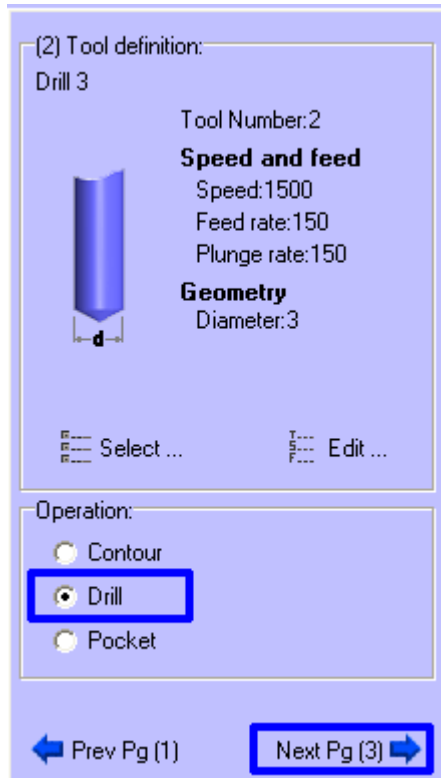 (2) Tool definition:
Drill 3
Tool Number:2
Speed and feed
Speed:1500
Feed rate:150
Plunge rate:150
Geometry
Diameter:3
d
Select ...
Edit ...
Operation:
Contour
Drill
Pocket
Prev Pg (1)
Next Pg (3)